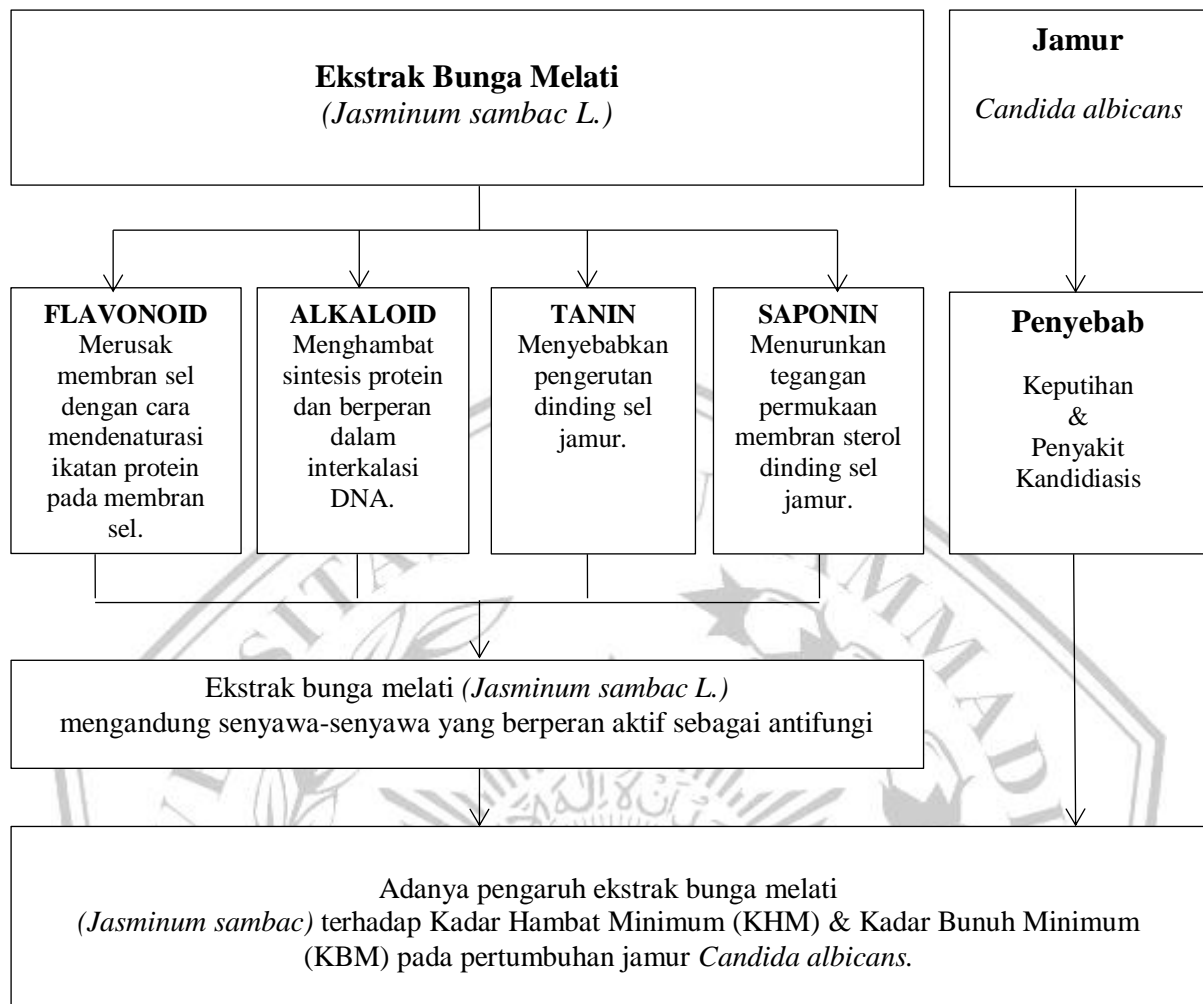 Ekstrak Bunga Melati
(Jasminum sambac L.)
Jamur
Candida albicans
FLAVONOID
Merusak
membran sel
dengan cara
mendenaturasi
ikatan protein
pada membran
sel.
ALKALOID
Menghambat
sintesis protein
dan berperan
dalam
interkalasi
DNA.
TANIN
Menyebabkan
pengerutan
dinding sel
jamur.
SAPONIN
Menurunkan
tegangan
permukaan
membran sterol
dinding sel
jamur.
Penyebab
Keputihan
&
Penyakit
Kandidiasis
Ekstrak bunga melati (Jasminum sambac L.)
mengandung senyawa-senyawa yang berperan aktif sebagai antifungi
Adanya pengaruh ekstrak bunga melati
(Jasminum sambac) terhadap Kadar Hambat Minimum (KHM) & Kadar Bunuh Minimum
(KBM) pada pertumbuhan jamur Candida albicans.